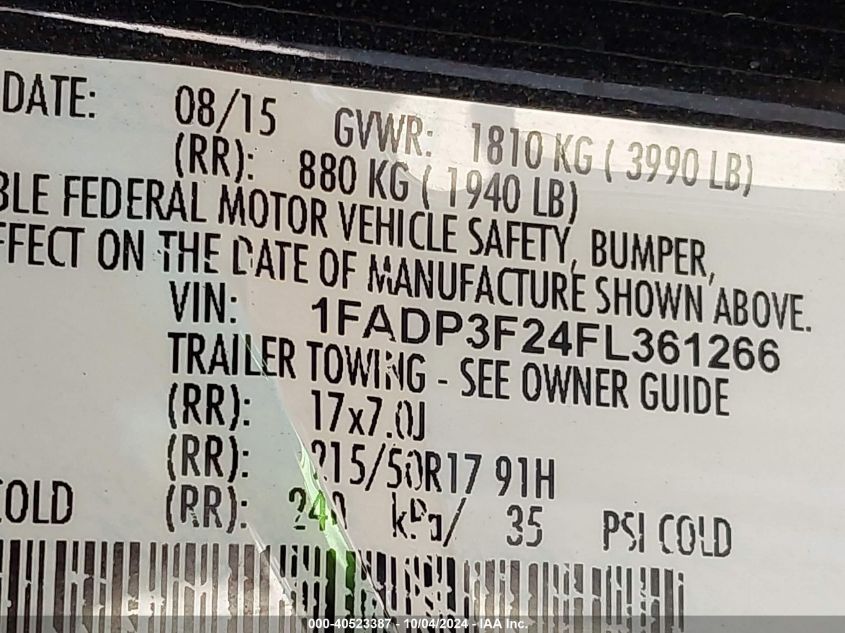 DATE: 08/15 GVWR: 1810 KG ( 3990 LB)
(RR): 880 KG ( 1940 LB)
BLE FEDERAL MOTOR VEHICLE SAFETY, BUMPER,
FFECT ON THE DATE OF MANUFACTURE SHOWN ABOVE.
VIN: 1FADP3F24FL361266
TRAILER TOWING - SEE OWNER GUIDE
(RR): 17x7.0J
(RR): 215/50R17 91H
COLD (RR): 240 kPa/ 35 PSI COLD
000-40523387 - 10/04/2024 - IAA Inc.